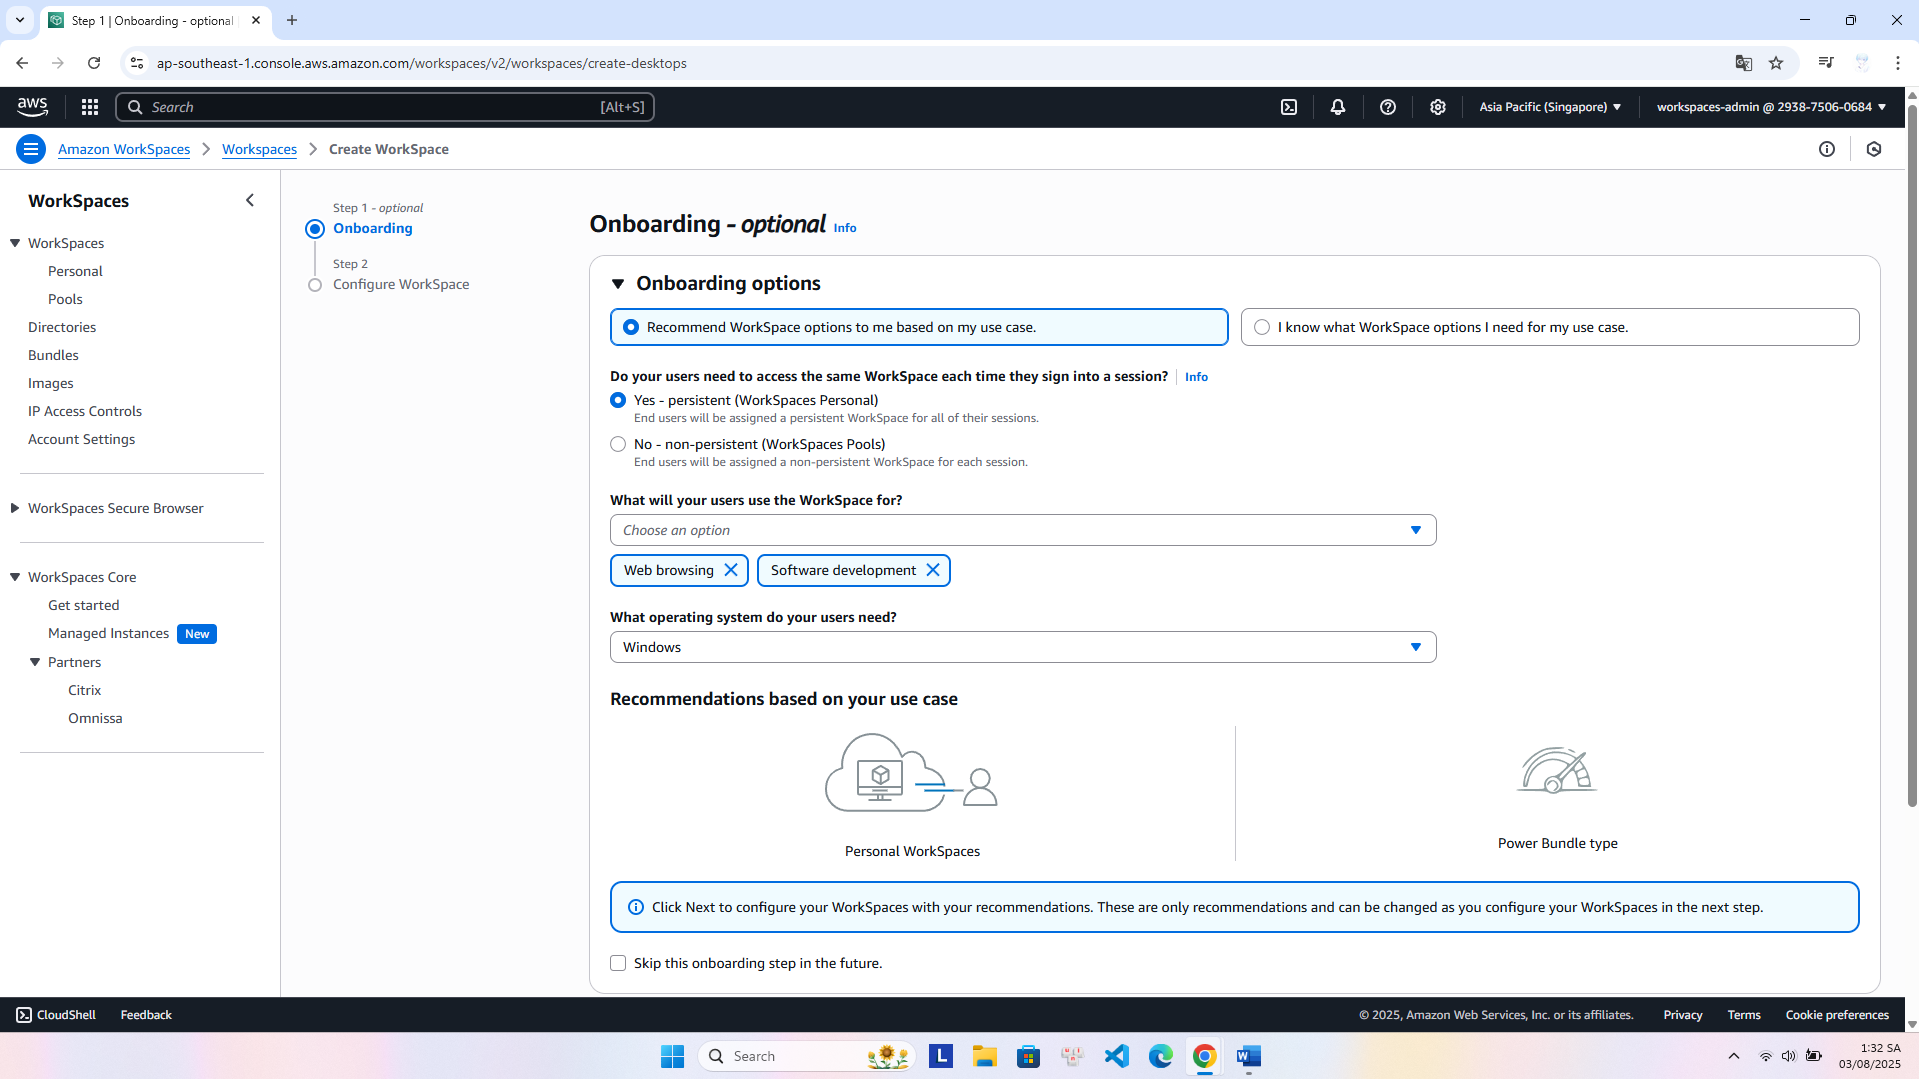 Step 1 | Onboarding - optional
ap-southeast-1.console.aws.amazon.com/workspaces/v2/workspaces/create-desktops
aws
Search
[Alt+S]
Asia Pacific (Singapore)
workspaces-admin @ 2938-7506-0684
Amazon WorkSpaces
Workspaces
Create WorkSpace
WorkSpaces
WorkSpaces
Personal
Pools
Directories
Bundles
Images
IP Access Controls
Account Settings
WorkSpaces Secure Browser
WorkSpaces Core
Get started
Managed Instances New
Partners
Citrix
Omnissa
Step 1 - optional
Onboarding
Step 2
Configure WorkSpace
Onboarding - optional Info
Onboarding options
Recommend WorkSpace options to me based on my use case.
I know what WorkSpace options I need for my use case.
Do your users need to access the same WorkSpace each time they sign into a session? Info
Yes - persistent (WorkSpaces Personal)
End users will be assigned a persistent WorkSpace for all of their sessions.
No - non-persistent (WorkSpaces Pools)
End users will be assigned a non-persistent WorkSpace for each session.
What will your users use the WorkSpace for?
Choose an option
Web browsing
Software development
What operating system do your users need?
Windows
Recommendations based on your use case
Personal WorkSpaces
Power Bundle type
Click Next to configure your WorkSpaces with your recommendations. These are only recommendations and can be changed as you configure your WorkSpaces in the next step.
Skip this onboarding step in the future.
CloudShell
Feedback
© 2025, Amazon Web Services, Inc. or its affiliates.
Privacy
Terms
Cookie preferences
Search
L
W
1:32 SA
03/08/2025